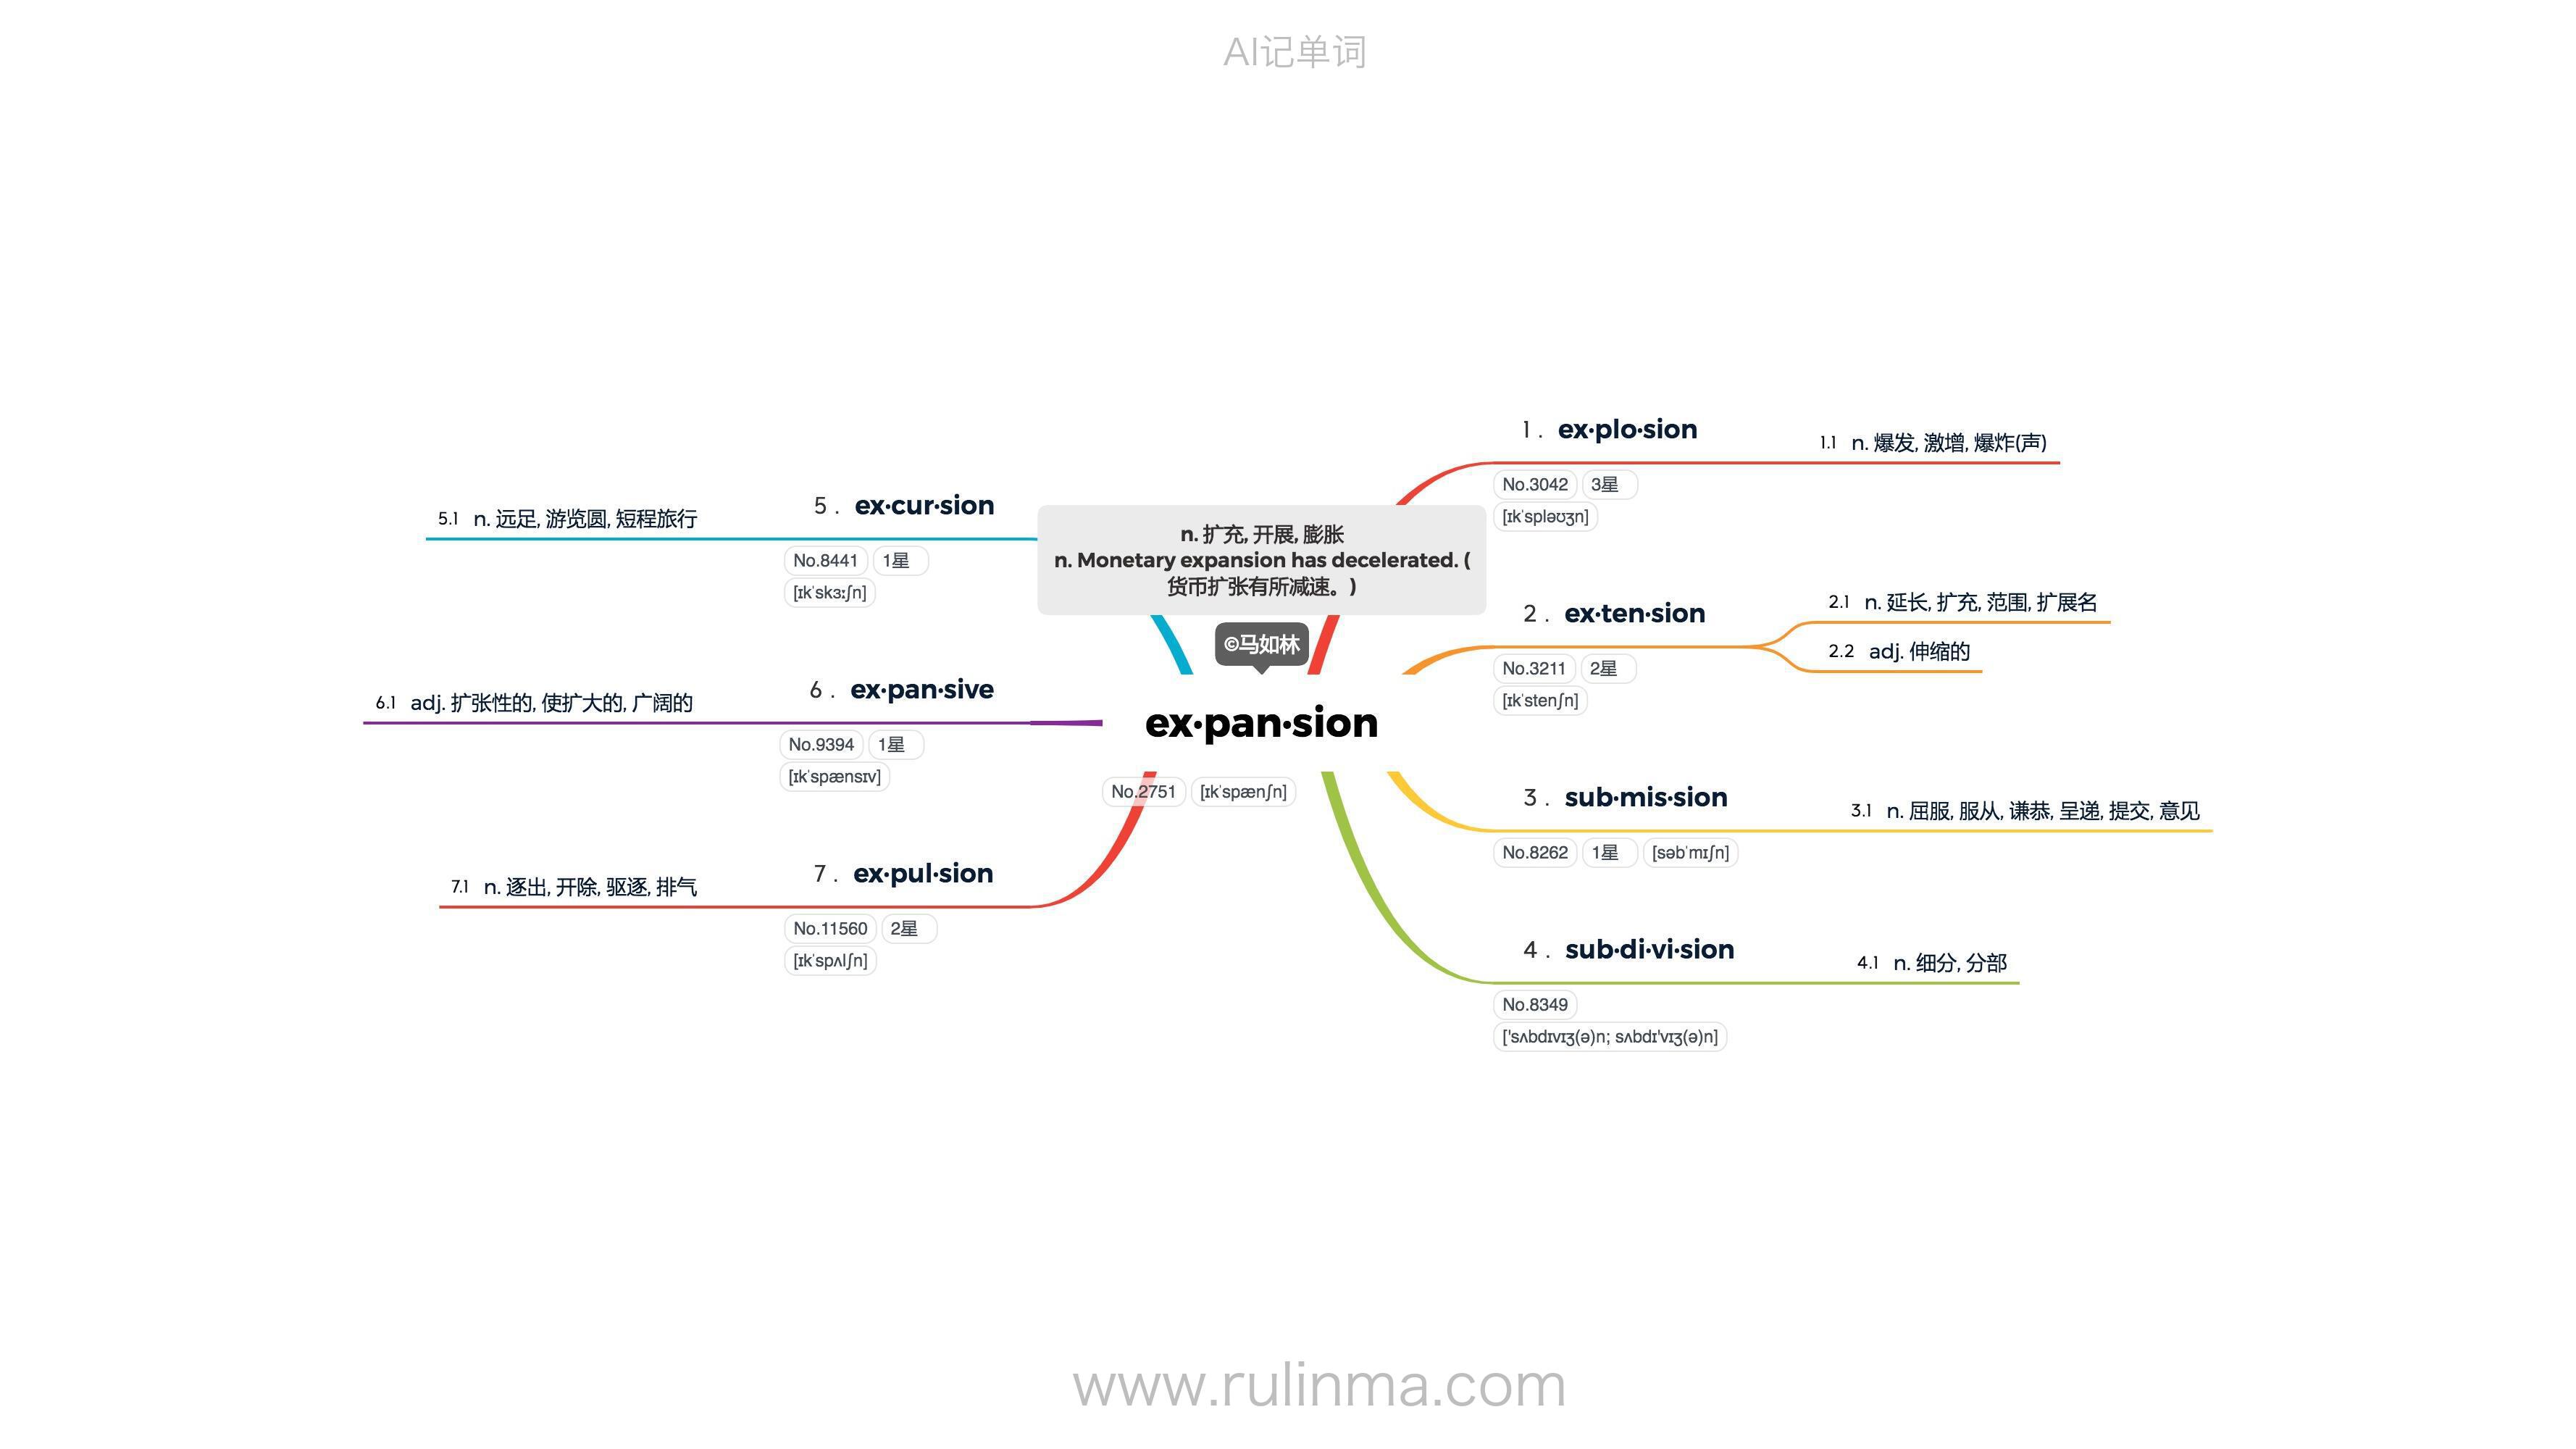 AI记单词
n. 扩充, 开展, 膨胀
n. Monetary expansion has decelerated. (
货币扩张有所减速。)
©马如林
ex·pan·sion
No.2751 [ɪkˈspænʃn]
1. ex·plo·sion
No.3042 3星
[ɪkˈspləʊʒn]
1.1 n. 爆发, 激增, 爆炸(声)
2. ex·ten·sion
No.3211 2星
[ɪkˈstenʃn]
2.1 n. 延长, 扩充, 范围, 扩展名
2.2 adj. 伸缩的
3. sub·mis·sion
No.8262 1星 [səbˈmɪʃn]
3.1 n. 屈服, 服从, 谦恭, 呈递, 提交, 意见
4. sub·di·vi·sion
No.8349
['sʌbdɪvɪʒ(ə)n; sʌbdɪ'vɪʒ(ə)n]
4.1 n. 细分, 分部
5. ex·cur·sion
No.8441 1星
[ɪkˈskɜːʃn]
5.1 n. 远足, 游览圆, 短程旅行
6. ex·pan·sive
No.9394 1星
[ɪkˈspænsɪv]
6.1 adj. 扩张性的, 使扩大的, 广阔的
7. ex·pul·sion
No.11560 2星
[ɪkˈspʌlʃn]
7.1 n. 逐出, 开除, 驱逐, 排气
www.rulinma.com